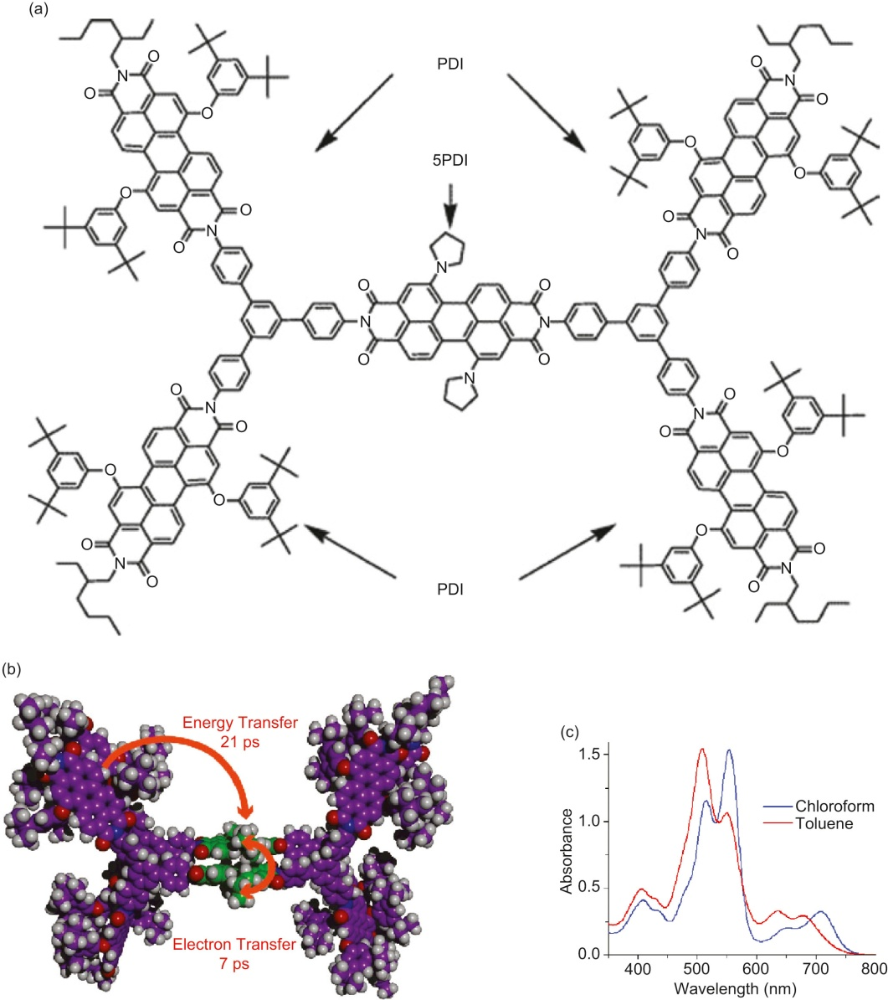 (a)
PDI
5PDI
PDI
N
O
O
O
O
O
N
O
N
O
O
O
O
O
N
O
N
O
O
N
O
O
N
N
O
O
N
O
O
O
O
N
O
O
O
O
N
O
N
O
O
O
O
O
N
O
(b)
Energy Transfer
21 ps
Electron Transfer
7 ps
(c)
1.5
1.0
0.5
0.0
Absorbance
Chloroform
Toluene
400 500 600 700 800
Wavelength (nm)